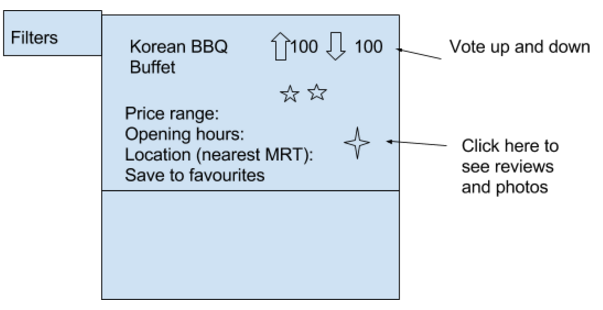 Filters
Korean BBQ
Buffet
100
100
Vote up and down
Price range:
Opening hours:
Location (nearest MRT):
Save to favourites
Click here to
see reviews
and photos